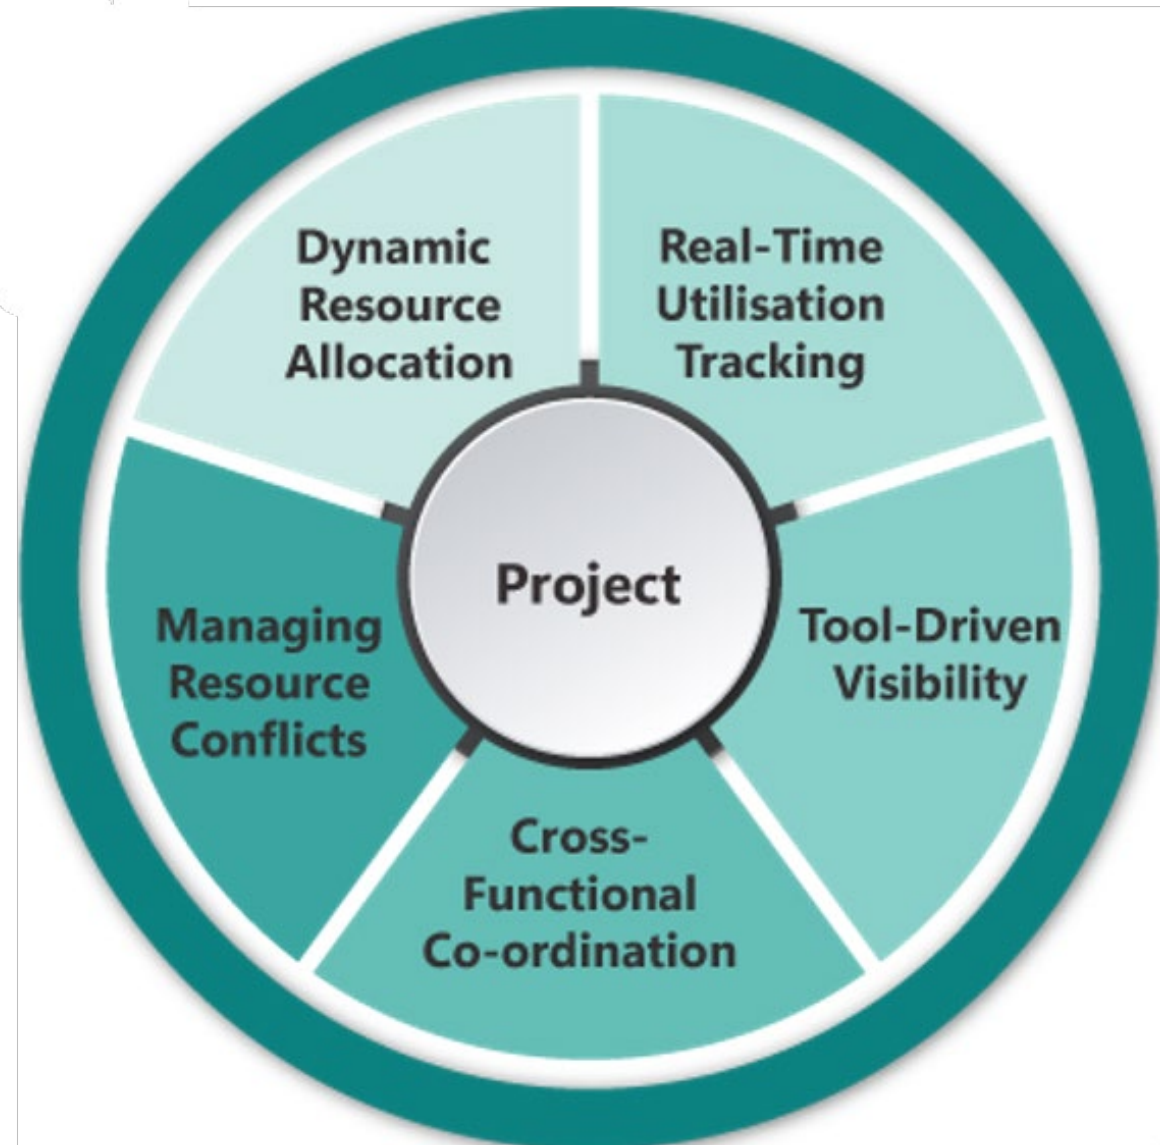 Dynamic
Resource
Allocation
Real-Time
Utilisation
Tracking
Project
Tool-Driven
Visibility
Cross-
Functional
Co-ordination
Managing
Resource
Conflicts